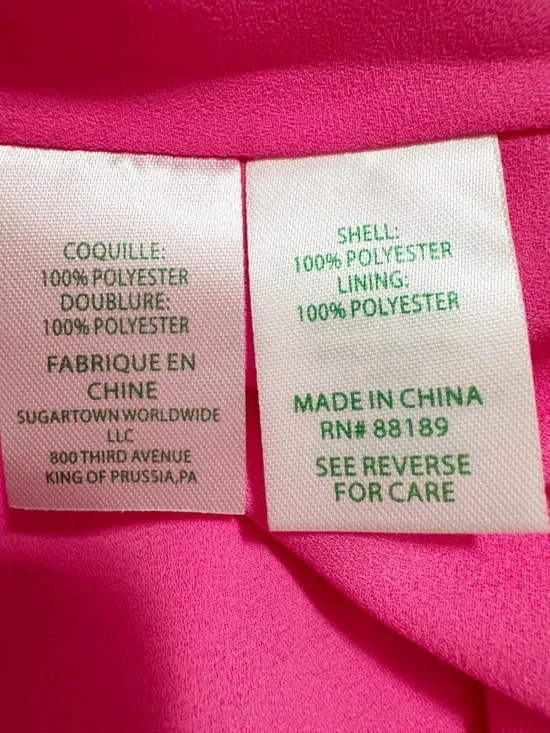 COQUILLE:
100% POLYESTER
DOUBLURE:
100% POLYESTER
FABRIQUE EN
CHINE
SUGARTOWN WORLDWIDE
LLC
800 THIRD AVENUE
KING OF PRUSSIA,PA
SHELL:
100% POLYESTER
LINING:
100% POLYESTER
MADE IN CHINA
RN# 88189
SEE REVERSE
FOR CARE